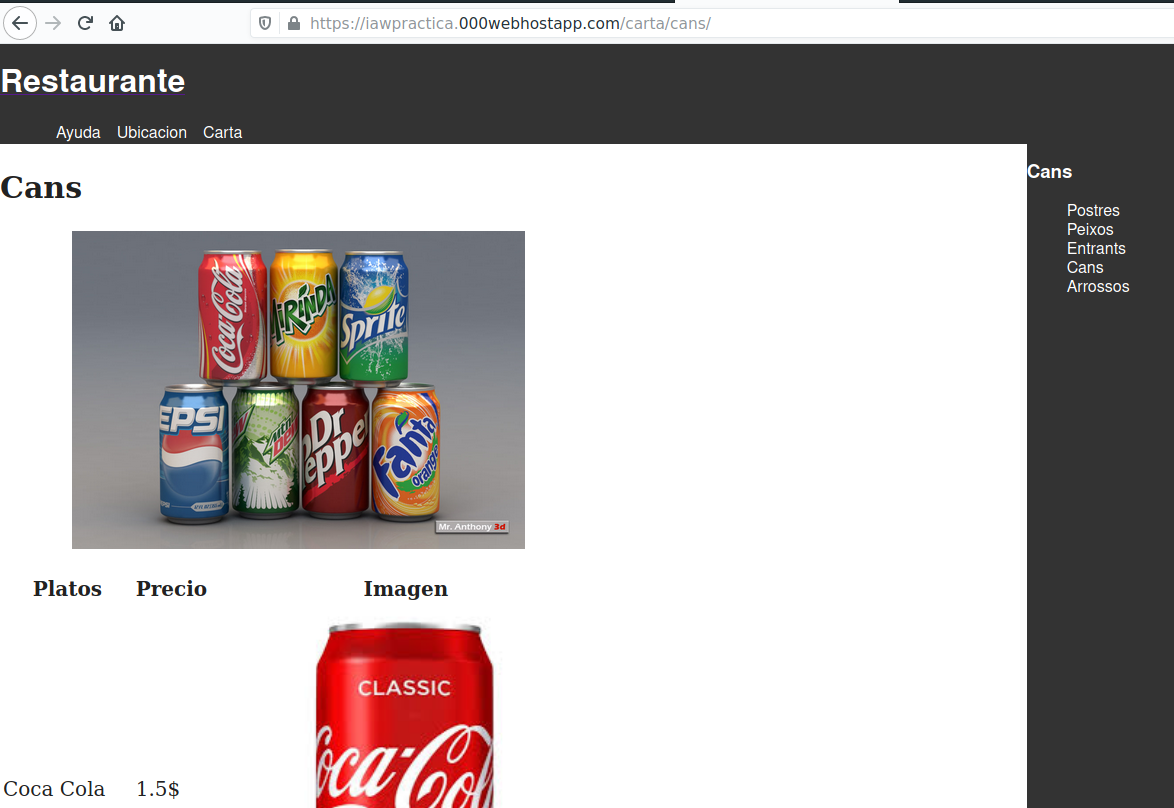 https://iawpractica.000webhostapp.com/carta/cans/
Restaurante
Ayuda Ubicacion Carta
Cans
Coca-Cola
MiRiNDA
Sprite
EPSI
Mtn
Dew
Dr
Pepper
Fanta
orange
Mr. Anthony 3d
Platos Precio Imagen
CLASSIC
Coca-Cola
Coca Cola 1.5$
Cans
Postres
Peixos
Entrants
Cans
Arrossos